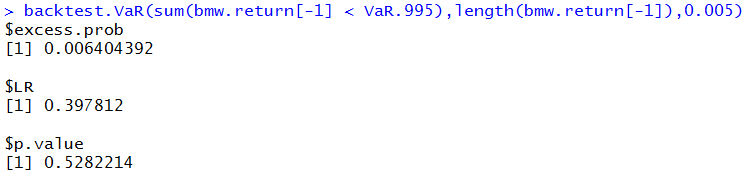 > backtest.VaR(sum(bmw.return[-1] < VaR.995),length(bmw.return[-1]),0.005)
$excess.prob
[1] 0.006404392
$LR
[1] 0.397812
$p.value
[1] 0.5282214